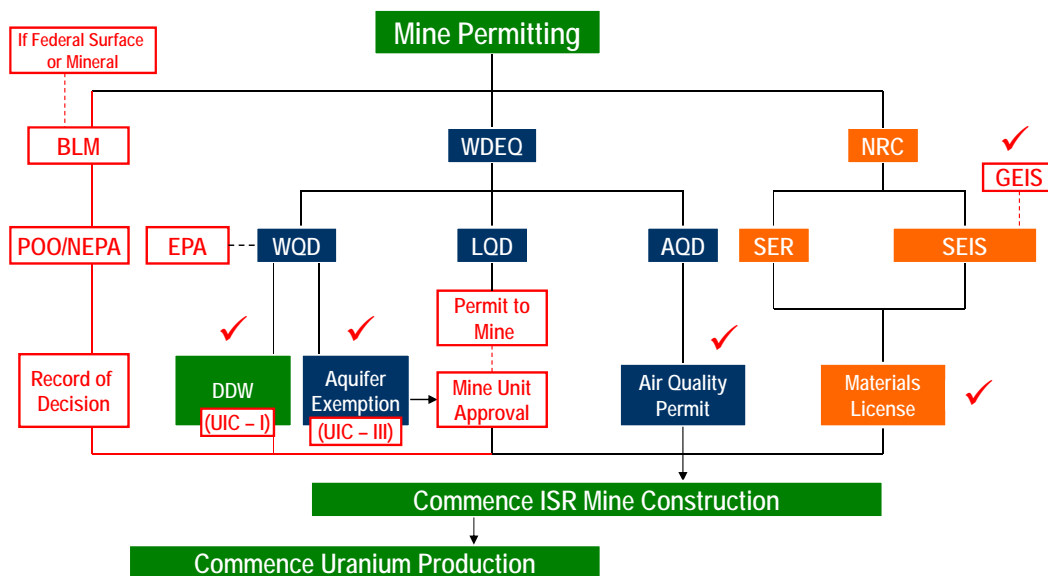 Mine Permitting
If Federal Surface
or Mineral
BLM
WDEQ
NRC
GEIS
POO/NEPA
EPA
WQD
LQD
AQD
SER
SEIS
Permit to
Mine
Record of
Decision
DDW
(UIC – I)
Aquifer
Exemption
(UIC – III)
Mine Unit
Approval
Air Quality
Permit
Materials
License
Commence ISR Mine Construction
Commence Uranium Production